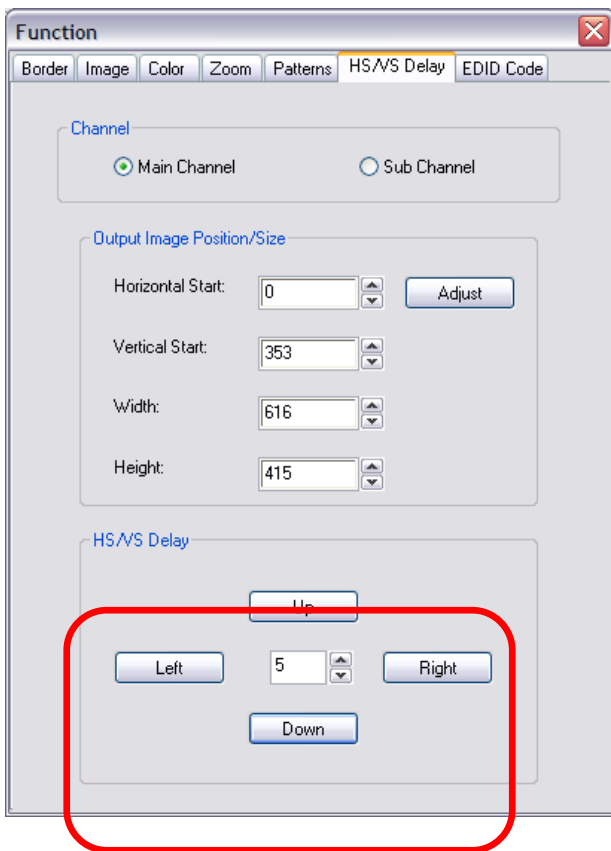 Function
Border Image Color Zoom Patterns HS/VS Delay EDID Code
Channel
Main Channel Sub Channel
Output Image Position/Size
Horizontal Start: 0 Adjust
Vertical Start: 353
Width: 616
Height: 415
HS/VS Delay
Up
Left 5 Right
Down